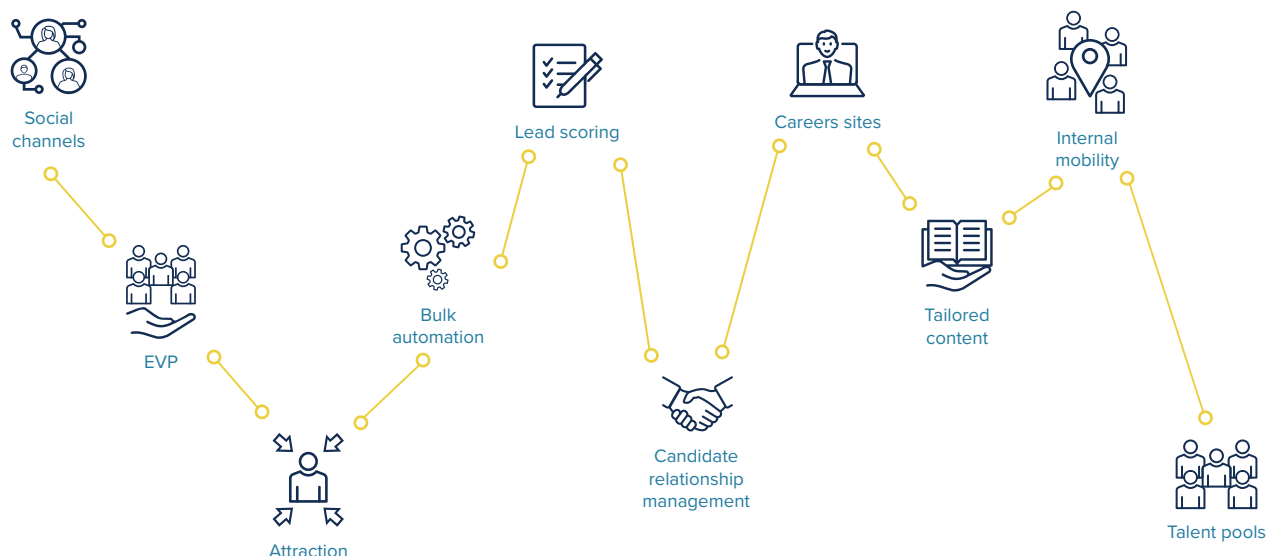 Social
channels
EVP
Attraction
Bulk
automation
Lead scoring
Candidate
relationship
management
Careers sites
Tailored
content
Internal
mobility
Talent pools